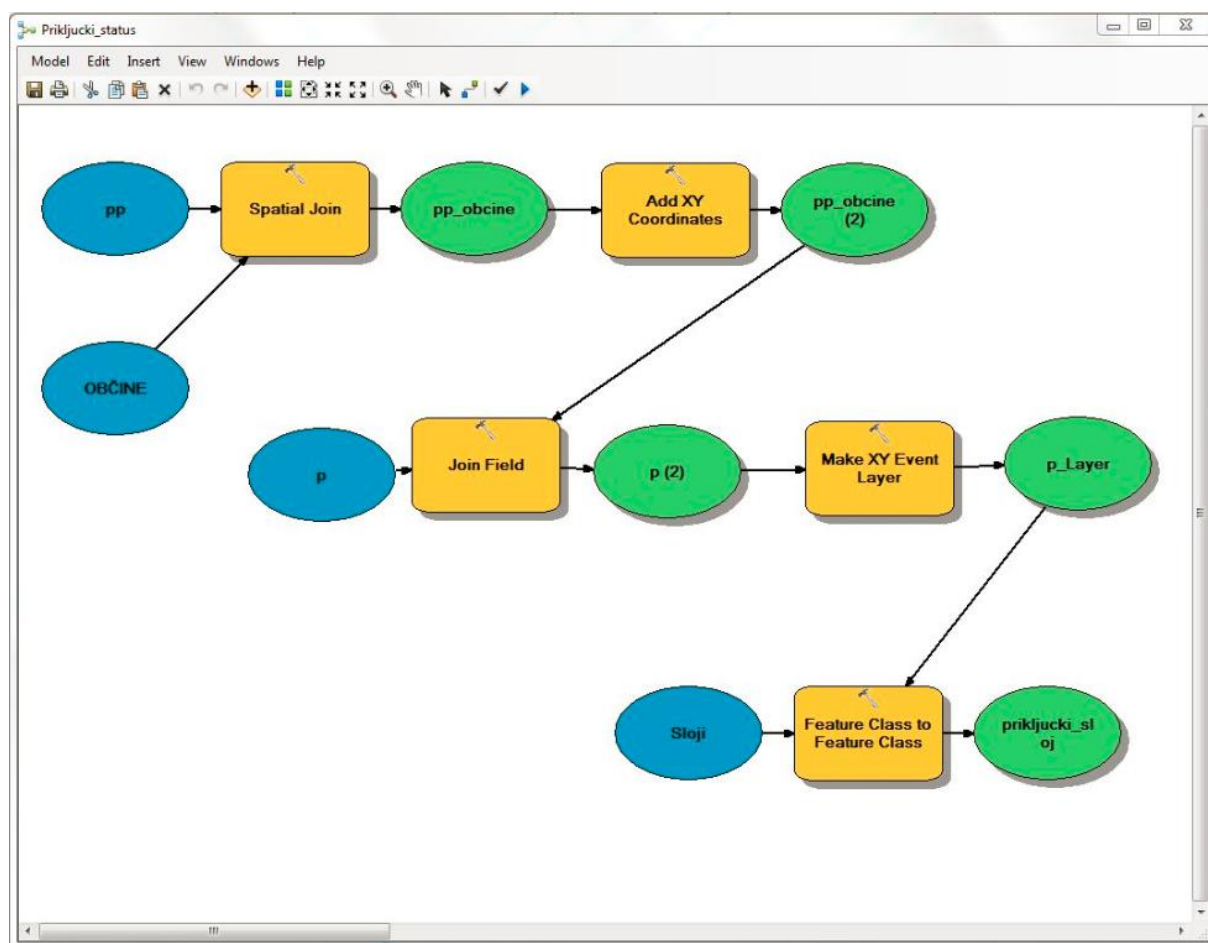 Prikljucki_status
Model Edit Insert View Windows Help
pp
Spatial Join
pp_obcine
Add XY
Coordinates
pp_obcine
(2)
OBČINE
p
Join Field
p (2)
Make XY Event
Layer
p_Layer
Sloji
Feature Class to
Feature Class
prikljucki_sl
oj